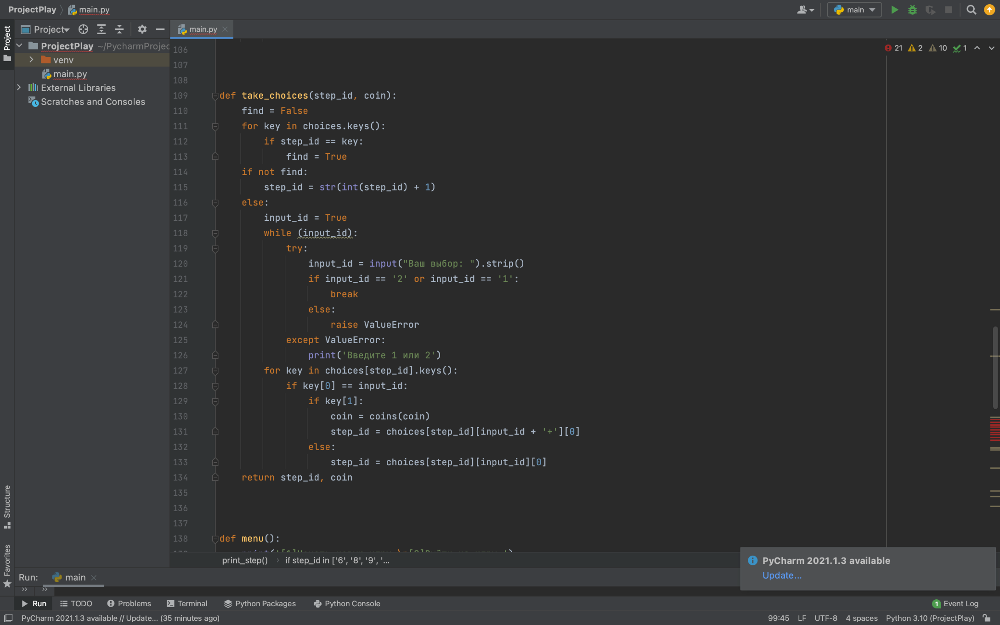 ProjectPlay main.py
main
Project
main.py
21 2 10 1
Project
ProjectPlay ~/PycharmProjec
venv
main.py
External Libraries
Scratches and Consoles
Structure
Favorites
106
107
108
109 def take_choices(step_id, coin):
110 find = False
111 for key in choices.keys():
112 if step_id == key:
113 find = True
114 if not find:
115 step_id = str(int(step_id) + 1)
116 else:
117 input_id = True
118 while (input_id):
119 try:
120 input_id = input("Ваш выбор: ").strip()
121 if input_id == '2' or input_id == '1':
122 break
123 else:
124 raise ValueError
125 except ValueError:
126 print('Введите 1 или 2')
127 for key in choices[step_id].keys():
128 if key[0] == input_id:
129 if key[1]:
130 coin = coins(coin)
131 step_id = choices[step_id][input_id + '+'][0]
132 else:
133 step_id = choices[step_id][input_id][0]
134 return step_id, coin
135
136
137
138 def menu():
print_step() › if step_id in ['6', '8', '9', '...
PyCharm 2021.1.3 available
Update...
Run: main
Run TODO Problems Terminal Python Packages Python Console 1 Event Log
PyCharm 2021.1.3 available // Update... (35 minutes ago) 99:45 LF UTF-8 4 spaces Python 3.10 (ProjectPlay)